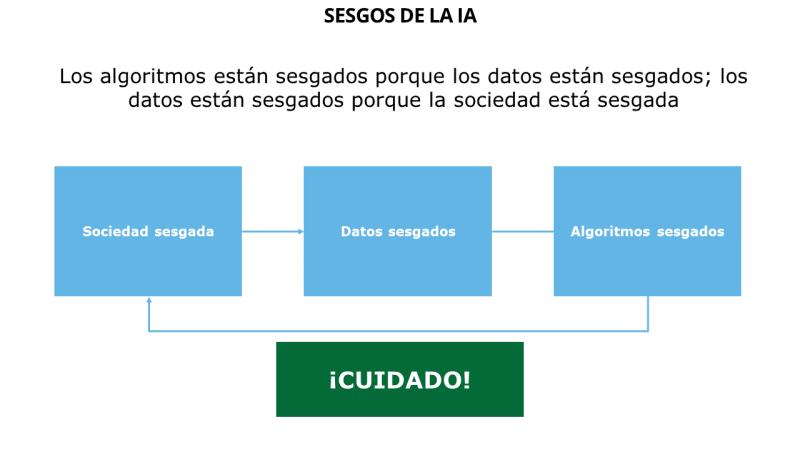 SESGOS DE LA IA
Los algoritmos están sesgados porque los datos están sesgados; los
datos están sesgados porque la sociedad está sesgada
Sociedad sesgada
Datos sesgados
Algoritmos sesgados
¡CUIDADO!